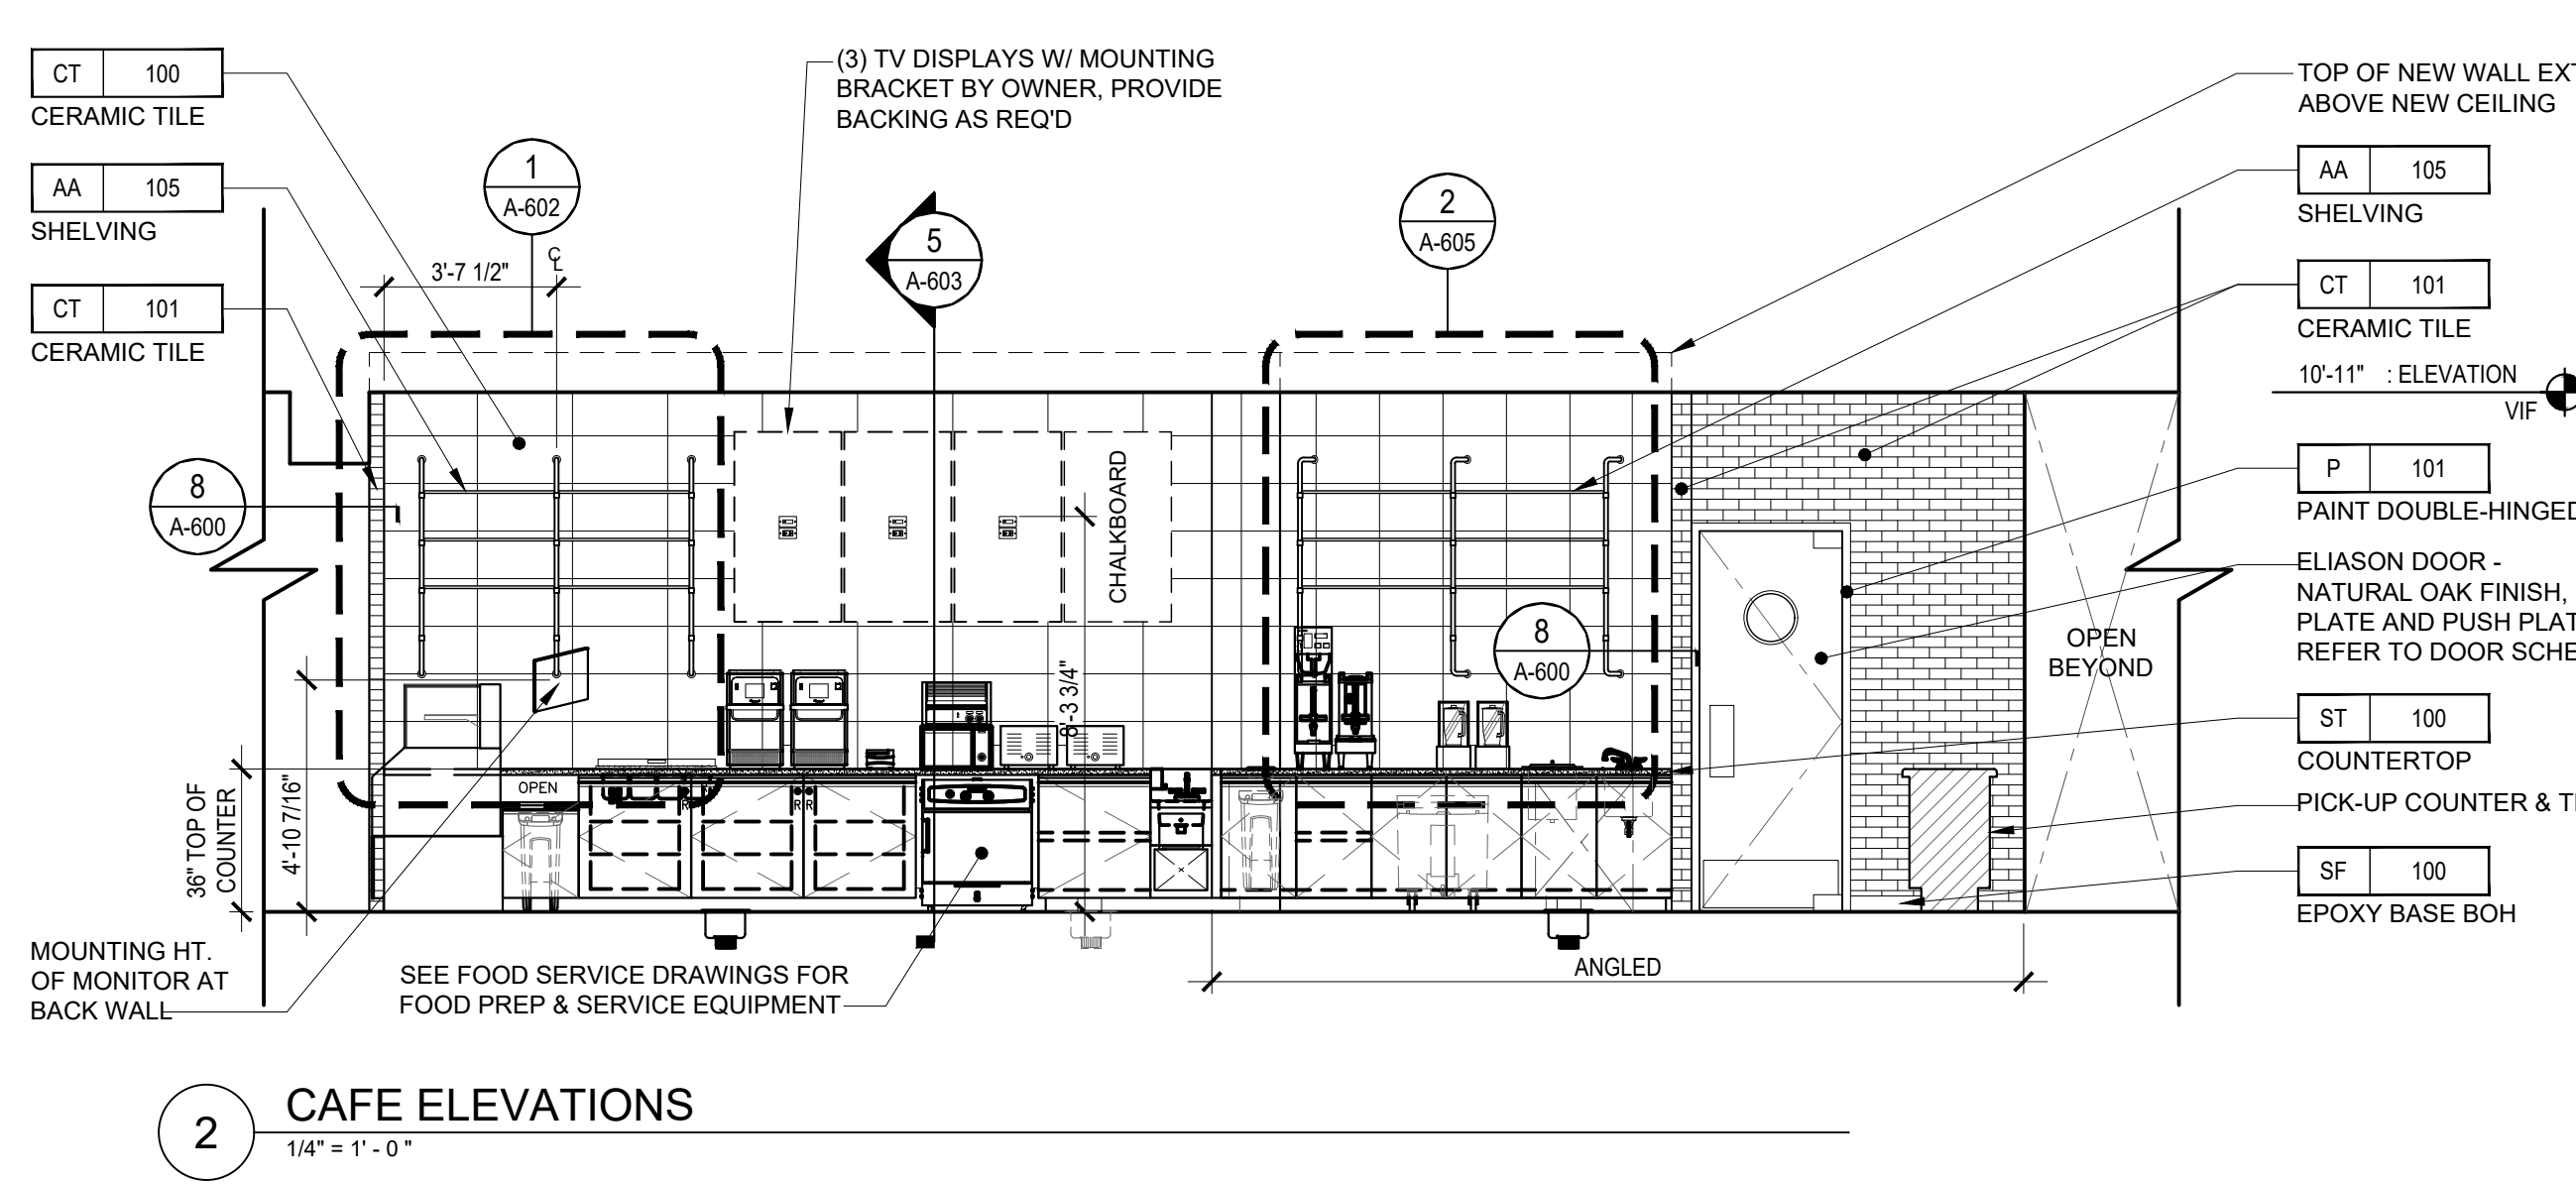 CT 100
CERAMIC TILE
AA 105
SHELVING
CT 101
CERAMIC TILE
1
A-602
3'-7 1/2"
CL
(3) TV DISPLAYS W/ MOUNTING
BRACKET BY OWNER, PROVIDE
BACKING AS REQ'D
5
A-603
2
A-605
TOP OF NEW WALL EXT
ABOVE NEW CEILING
AA 105
SHELVING
CT 101
CERAMIC TILE
10'-11" : ELEVATION
VIF
P 101
PAINT DOUBLE-HINGED
ELIASON DOOR -
NATURAL OAK FINISH,
PLATE AND PUSH PLAT
REFER TO DOOR SCHE
ST 100
COUNTERTOP
PICK-UP COUNTER & T
SF 100
EPOXY BASE BOH
8
A-600
CHALKBOARD
8'-3 3/4"
8
A-600
OPEN
BEYOND
OPEN
R
R R
36" TOP OF
COUNTER
4'-10 7/16"
MOUNTING HT.
OF MONITOR AT
BACK WALL
SEE FOOD SERVICE DRAWINGS FOR
FOOD PREP & SERVICE EQUIPMENT
ANGLED
2
CAFE ELEVATIONS
1/4" = 1' - 0 "